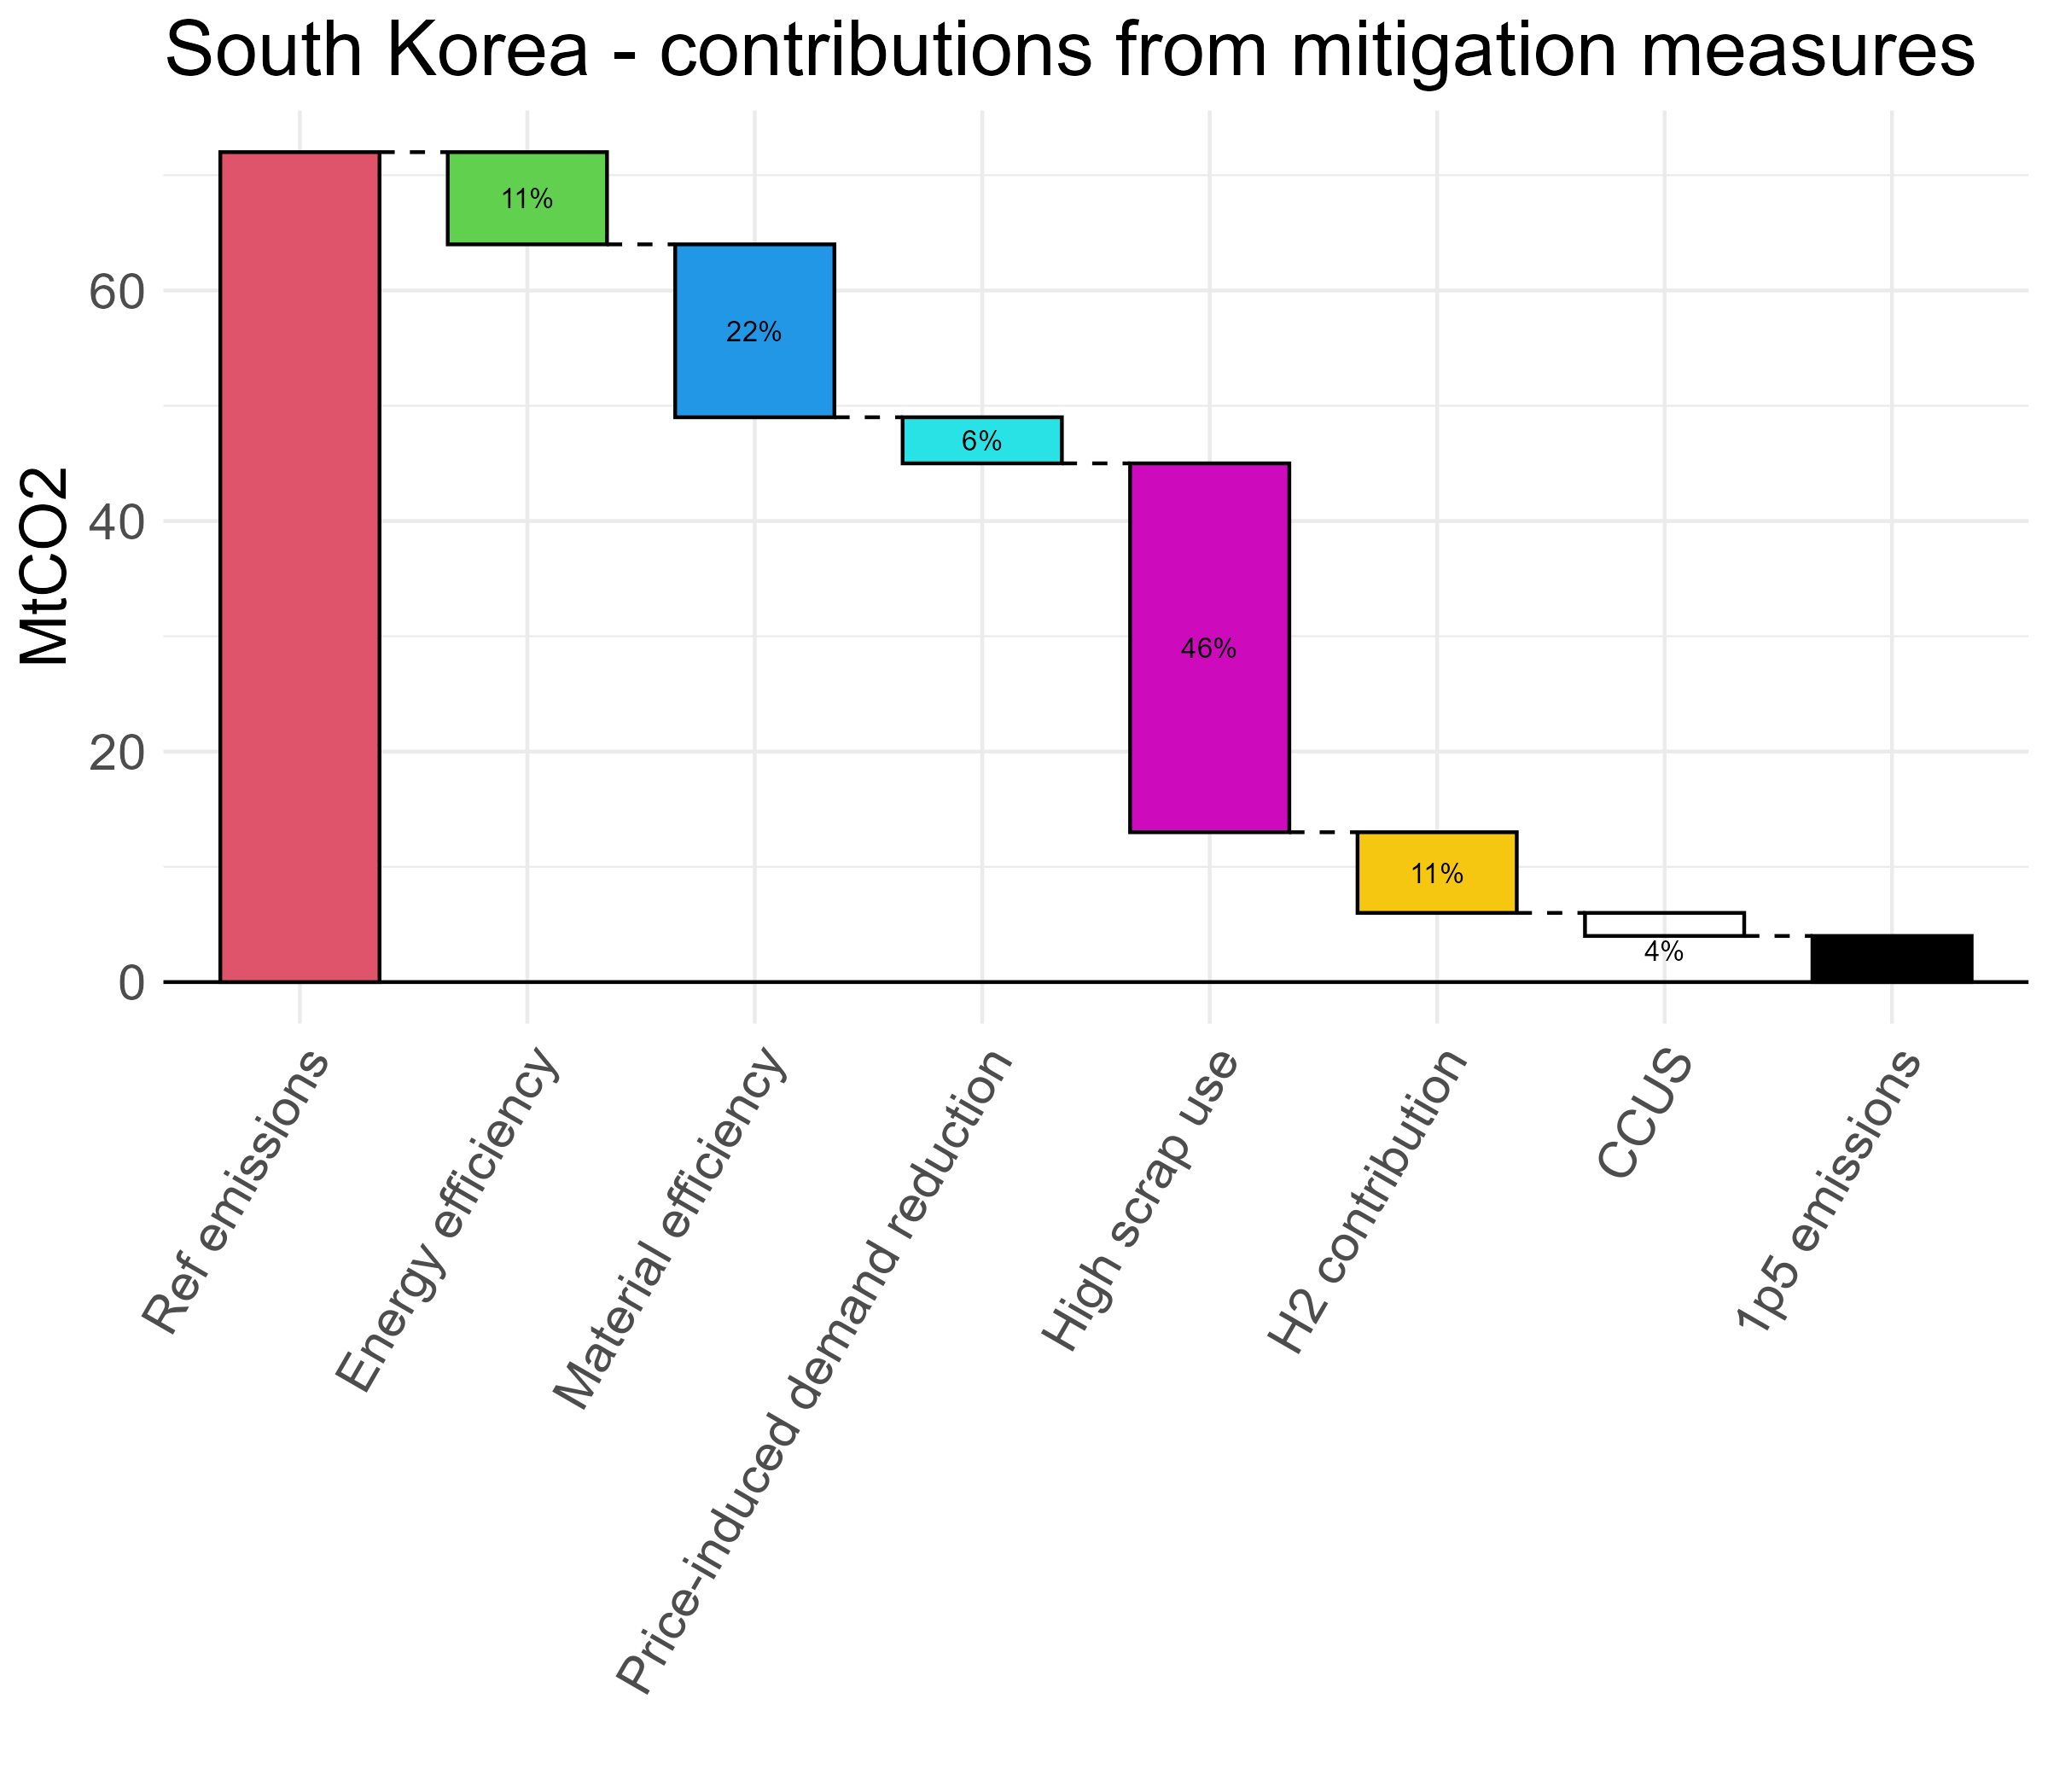 South Korea - contributions from mitigation measures
MtCO2
60
40
20
0
11%
22%
6%
46%
11%
4%
Ref emissions
Energy efficiency
Material efficiency
Price-induced demand reduction
High scrap use
H2 contribution
CCUS
1p5 emissions